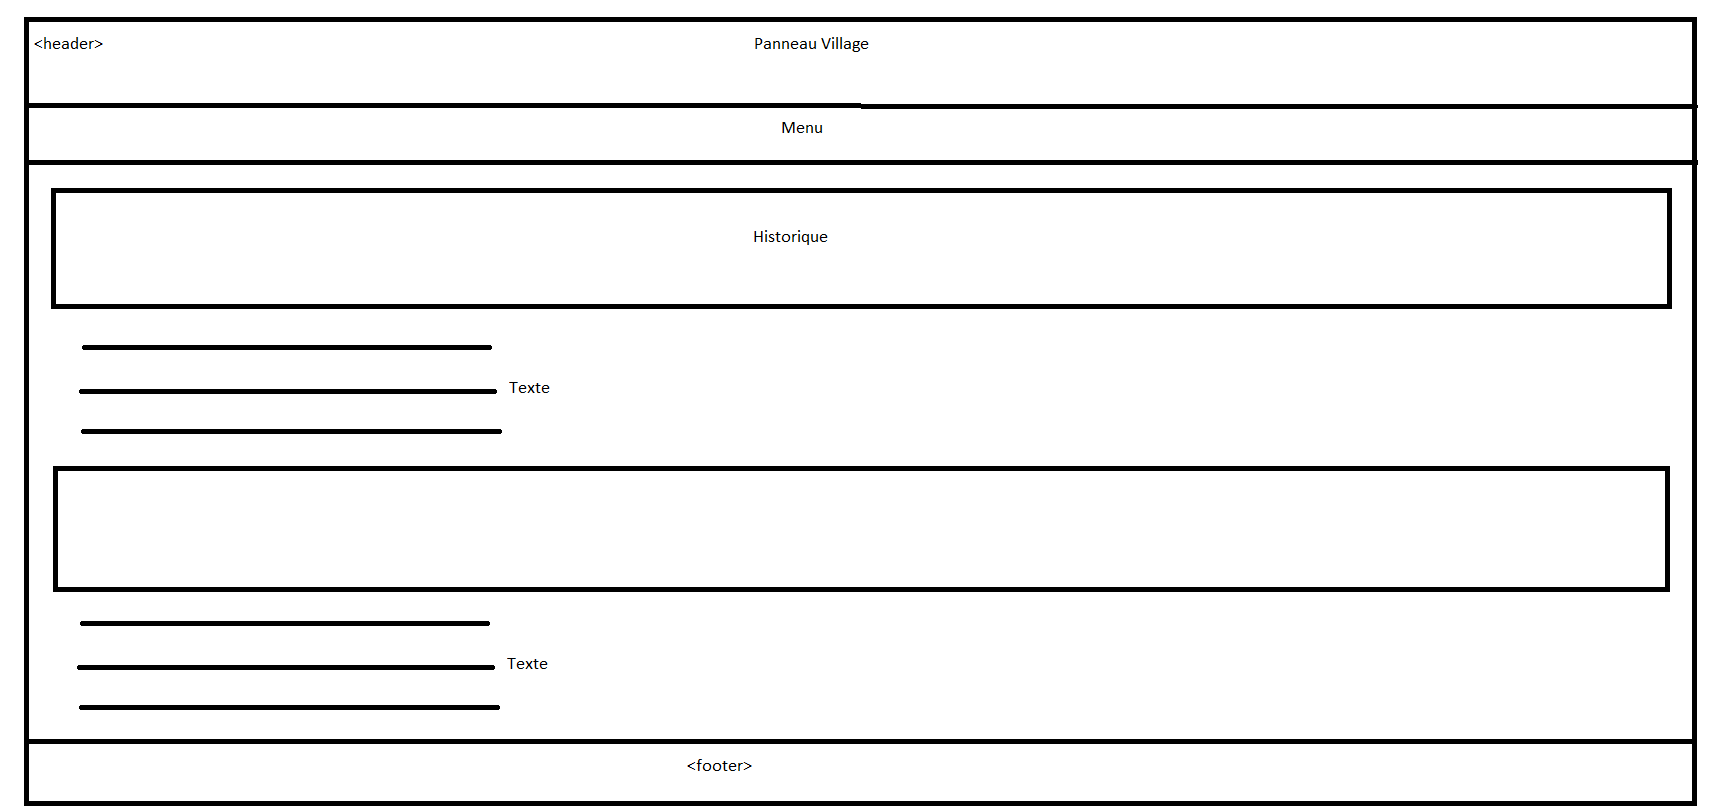 <header>
Panneau Village
Menu
Historique
Texte
Texte
<footer>